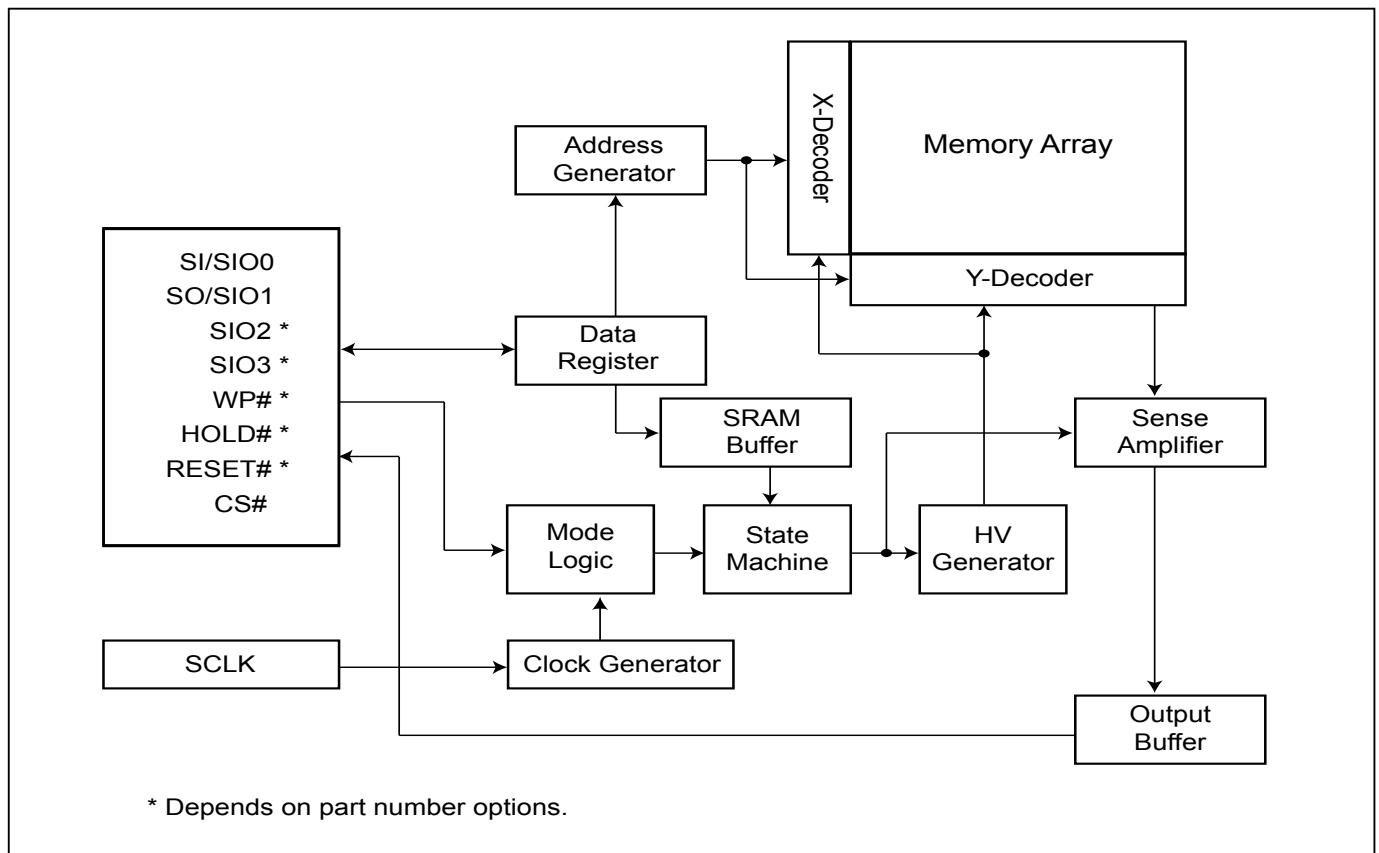 X-Decoder
Memory Array
Address
Generator
Y-Decoder
SI/SIO0
SO/SIO1
SIO2 *
SIO3 *
WP# *
HOLD# *
RESET# *
CS#
Data
Register
SRAM
Buffer
Sense
Amplifier
Mode
Logic
State
Machine
HV
Generator
SCLK
Clock Generator
Output
Buffer
* Depends on part number options.